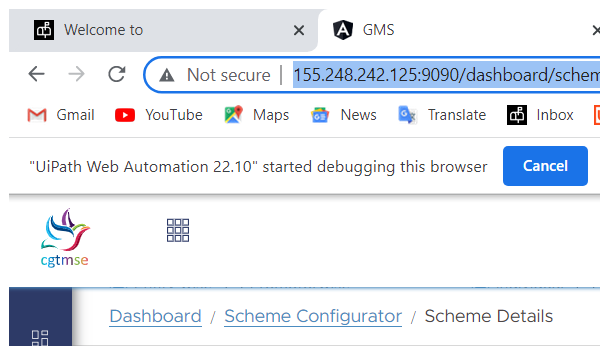 Welcome to
GMS
Not secure
155.248.242.125:9090/dashboard/schem
Gmail
YouTube
Maps
News
Translate
Inbox
"UiPath Web Automation 22.10" started debugging this browser
Cancel
cgtmse
Dashboard / Scheme Configurator / Scheme Details